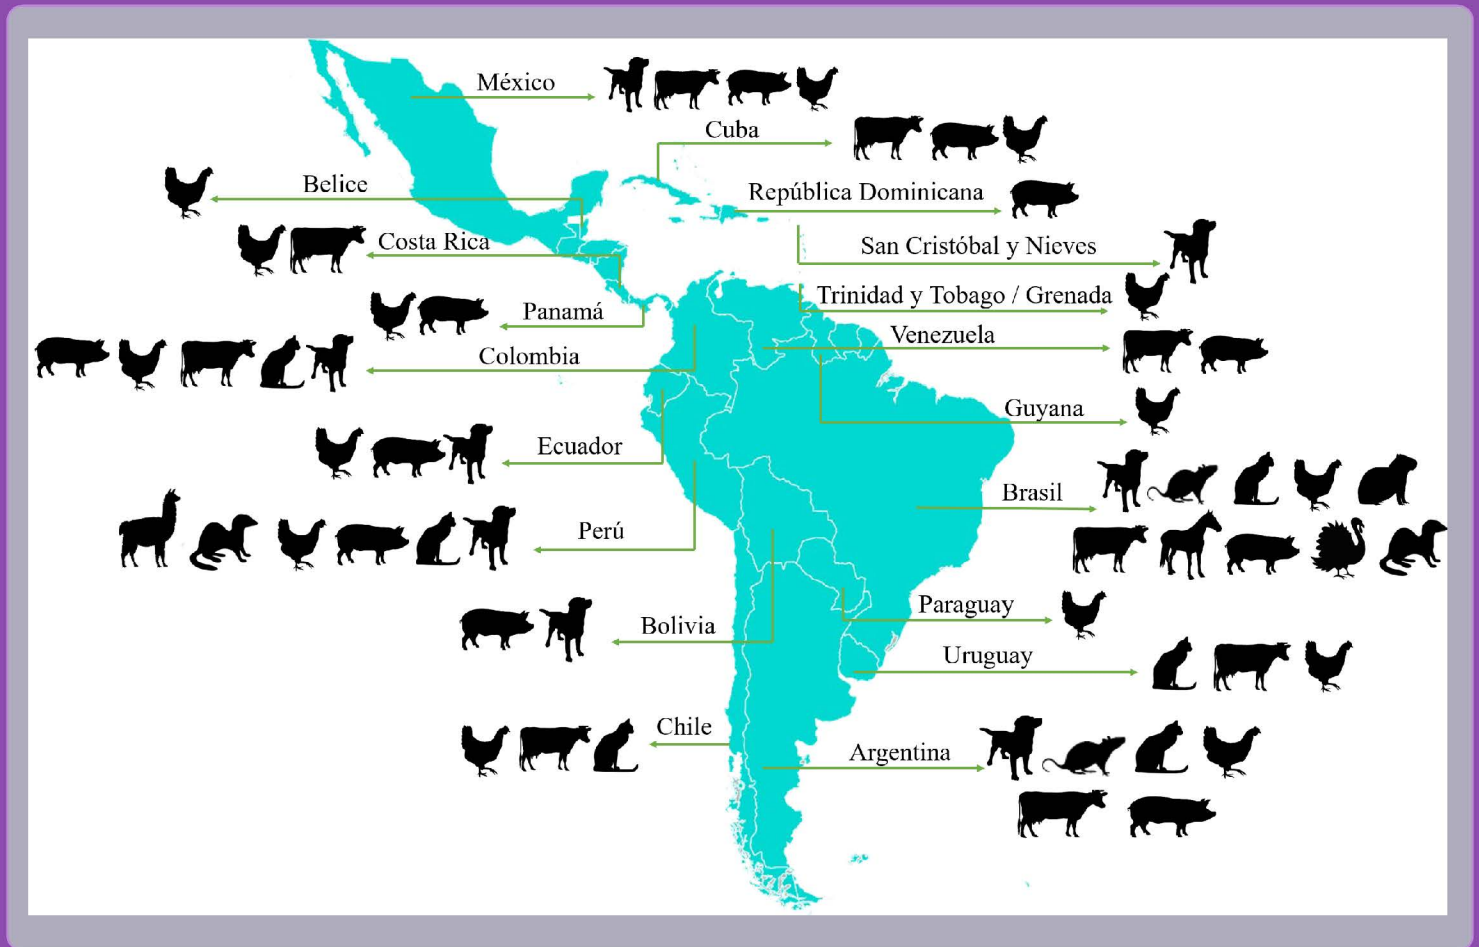 México
Cuba
Belice
República Dominicana
Costa Rica
San Cristóbal y Nieves
Trinidad y Tobago / Grenada
Panamá
Venezuela
Colombia
Guyana
Ecuador
Brasil
Perú
Paraguay
Bolivia
Uruguay
Chile
Argentina